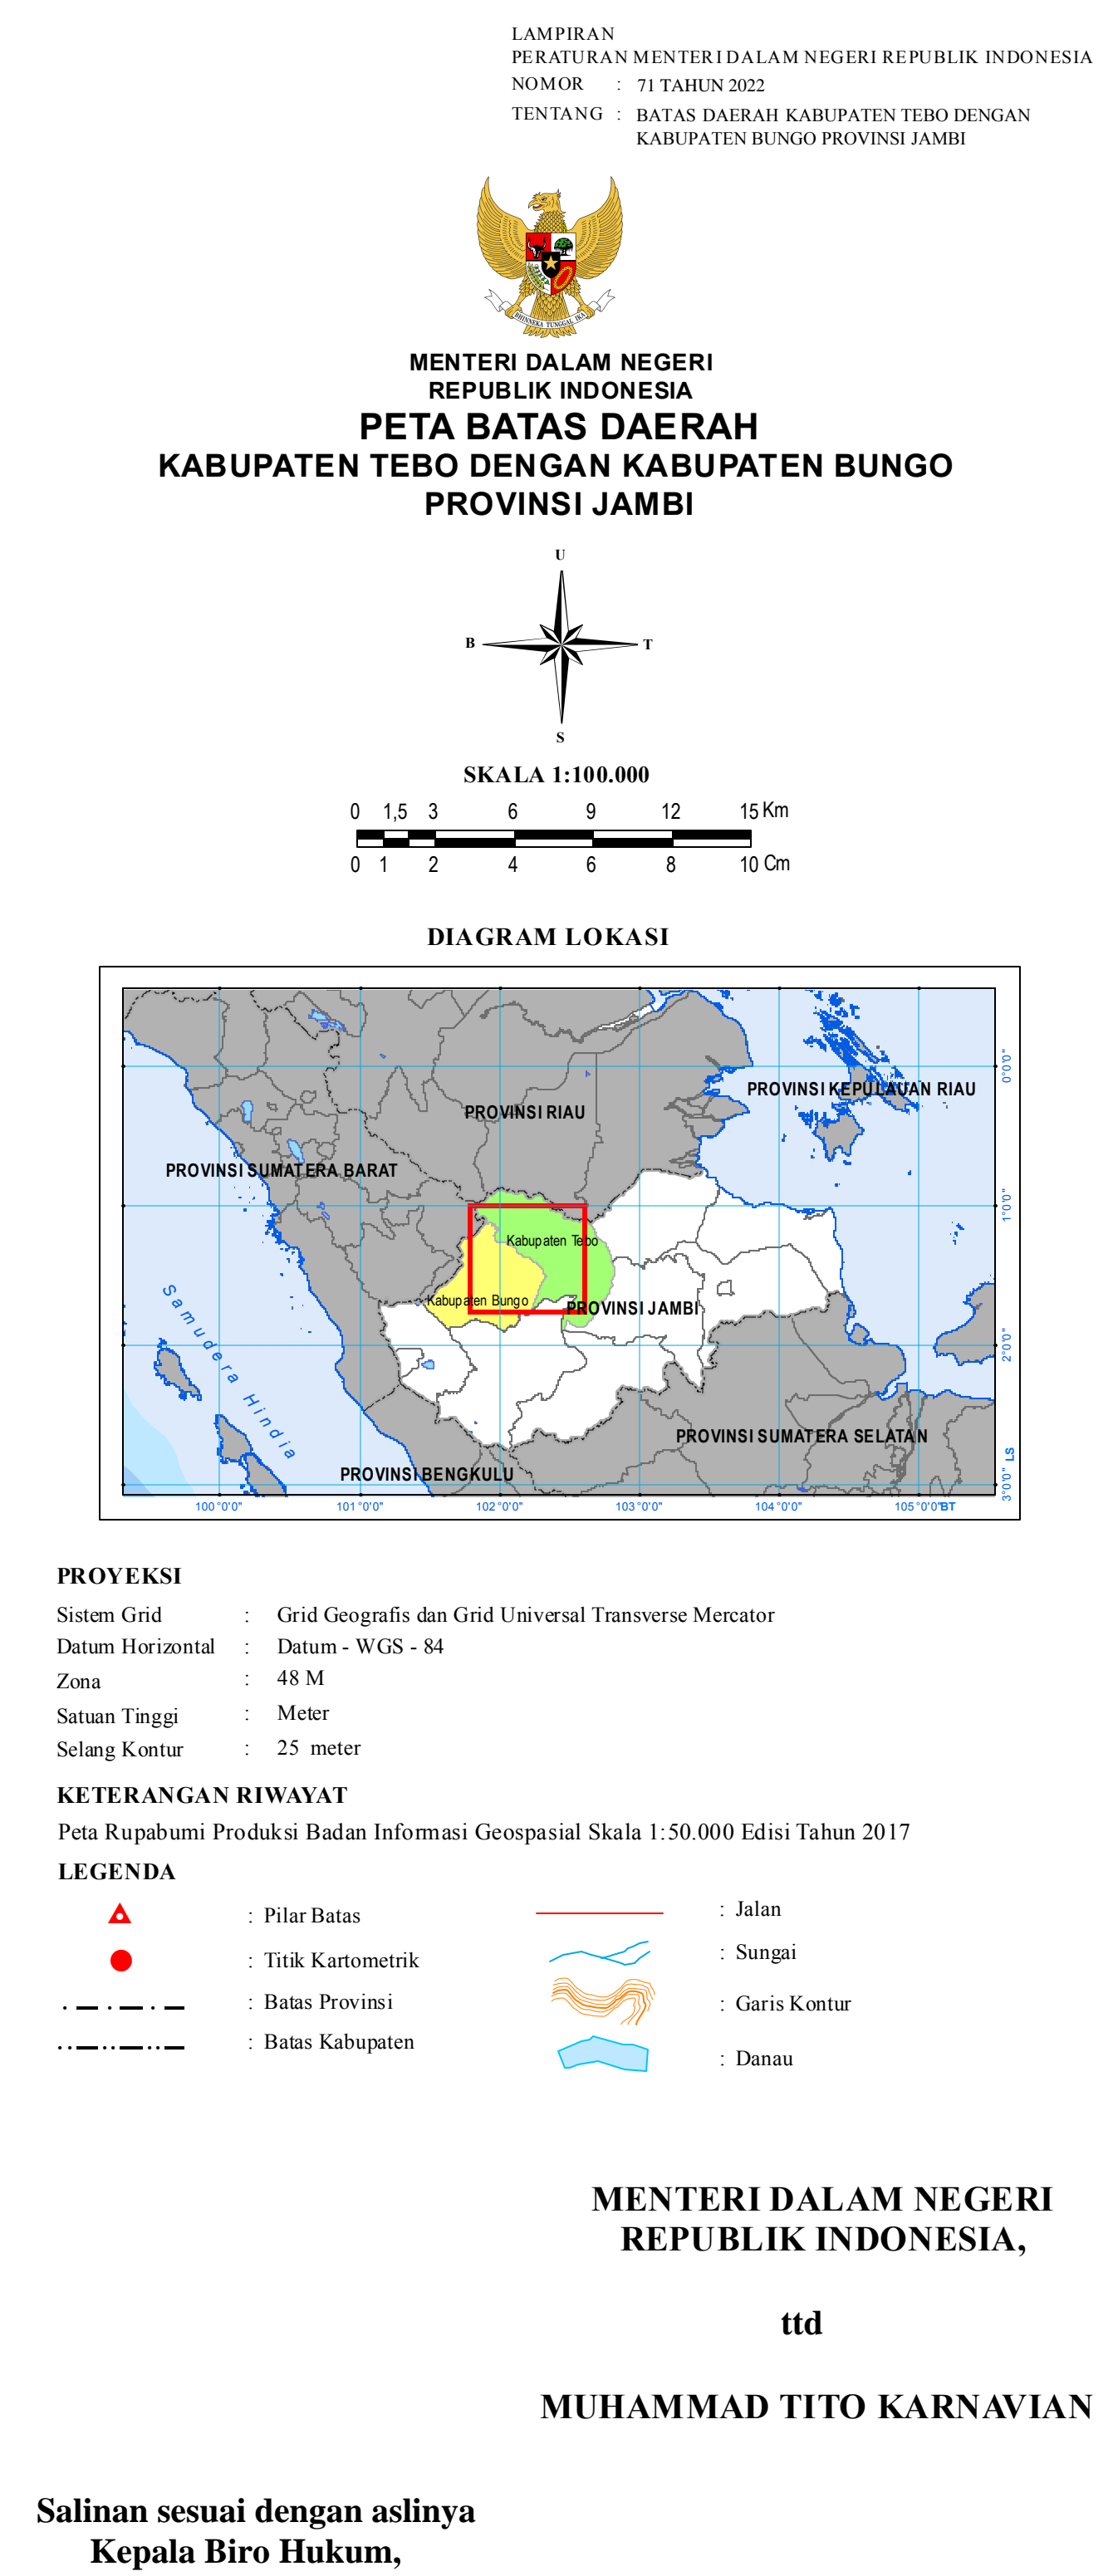 LAMPIRAN
PERATURAN MENTERI DALAM NEGERI REPUBLIK INDONESIA
NOMOR : 71 TAHUN 2022
TENTANG : BATAS DAERAH KABUPATEN TEBO DENGAN
KABUPATEN BUNGO PROVINSI JAMBI
BHINNEKA TUNGGAL IKA
MENTERI DALAM NEGERI
REPUBLIK INDONESIA
PETA BATAS DAERAH
KABUPATEN TEBO DENGAN KABUPATEN BUNGO
PROVINSI JAMBI
U
B T
S
SKALA 1:100.000
0 1,5 3 6 9 12 15 Km
0 1 2 4 6 8 10 Cm
DIAGRAM LOKASI
0°0'0"
PROVINSI KEPULAUAN RIAU
PROVINSI RIAU
PROVINSI SUMATERA BARAT
1°0'0"
Kabupaten Tebo
Kabupaten Bungo
PROVINSI JAMBI
Samudera Hindia
2°0'0"
PROVINSI SUMATERA SELATAN
PROVINSI BENGKULU
3°0'0" LS
100°0'0" 101°0'0" 102°0'0" 103°0'0" 104°0'0" 105°0'0"BT
PROYEKSI
Sistem Grid : Grid Geografis dan Grid Universal Transverse Mercator
Datum Horizontal : Datum - WGS - 84
Zona : 48 M
Satuan Tinggi : Meter
Selang Kontur : 25 meter
KETERANGAN RIWAYAT
Peta Rupabumi Produksi Badan Informasi Geospasial Skala 1:50.000 Edisi Tahun 2017
LEGENDA
: Pilar Batas
: Titik Kartometrik
: Batas Provinsi
: Batas Kabupaten
: Jalan
: Sungai
: Garis Kontur
: Danau
MENTERI DALAM NEGERI
REPUBLIK INDONESIA,
ttd
MUHAMMAD TITO KARNAVIAN
Salinan sesuai dengan aslinya
Kepala Biro Hukum,